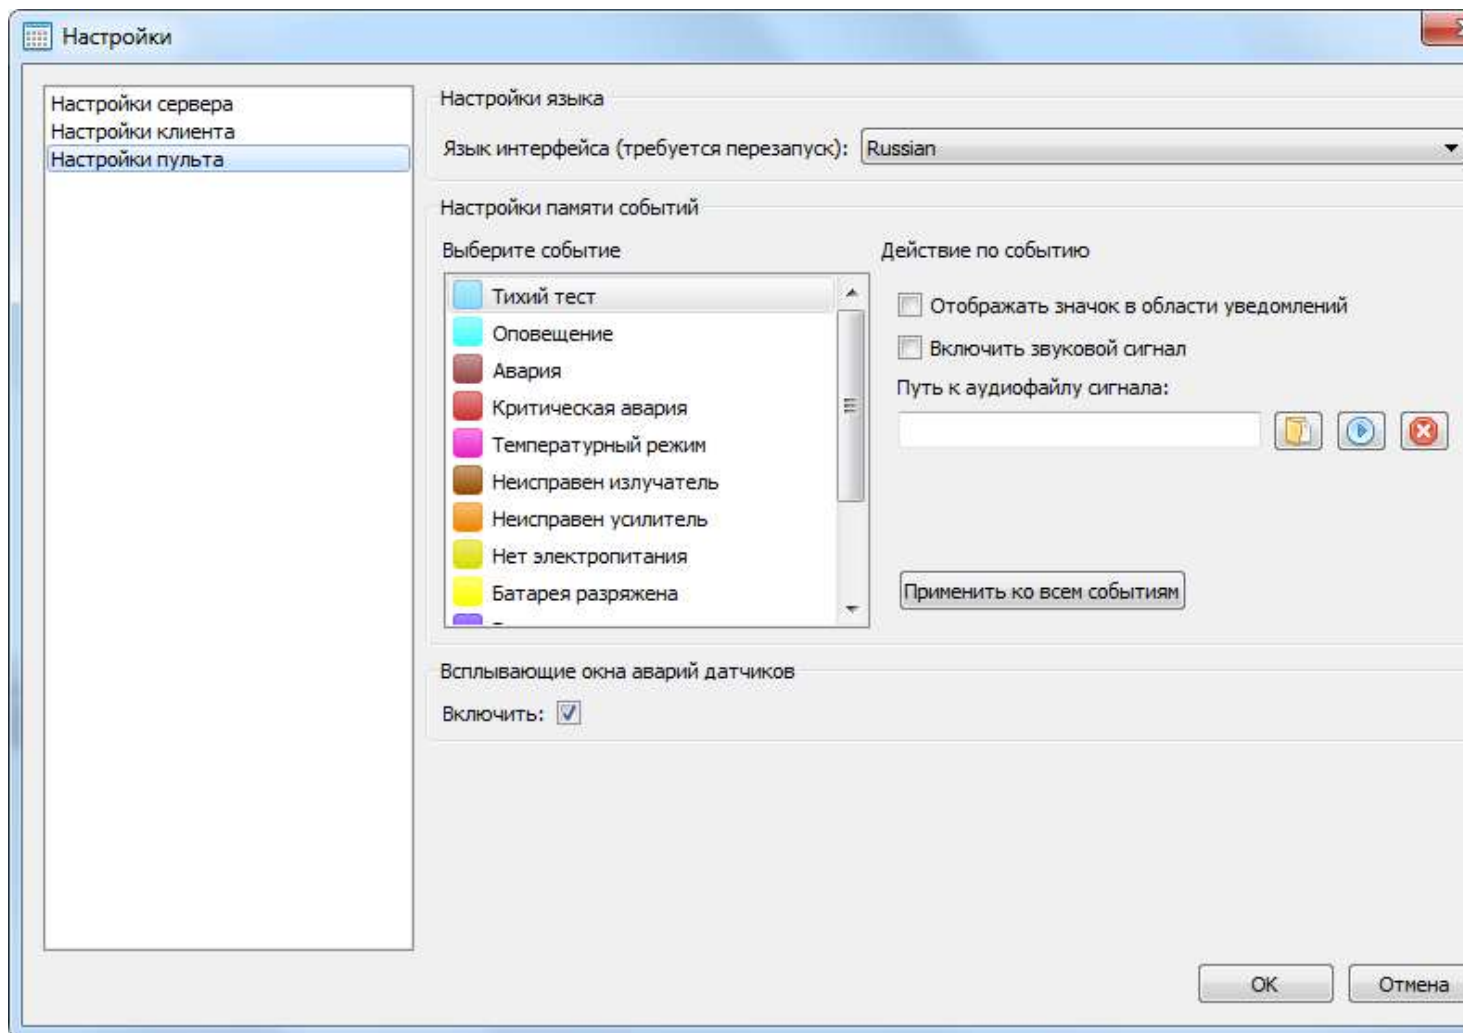 Настройки
Настройки сервера
Настройки клиента
Настройки пульта
Настройки языка
Язык интерфейса (требуется перезапуск): Russian
Настройки памяти событий
Выберите событие
Тихий тест
Оповещение
Авария
Критическая авария
Температурный режим
Неисправен излучатель
Неисправен усилитель
Нет электропитания
Батарея разряжена
Действие по событию
Отображать значок в области уведомлений
Включить звуковой сигнал
Путь к аудиофайлу сигнала:
Применить ко всем событиям
Всплывающие окна аварий датчиков
Включить:
OK
Отмена